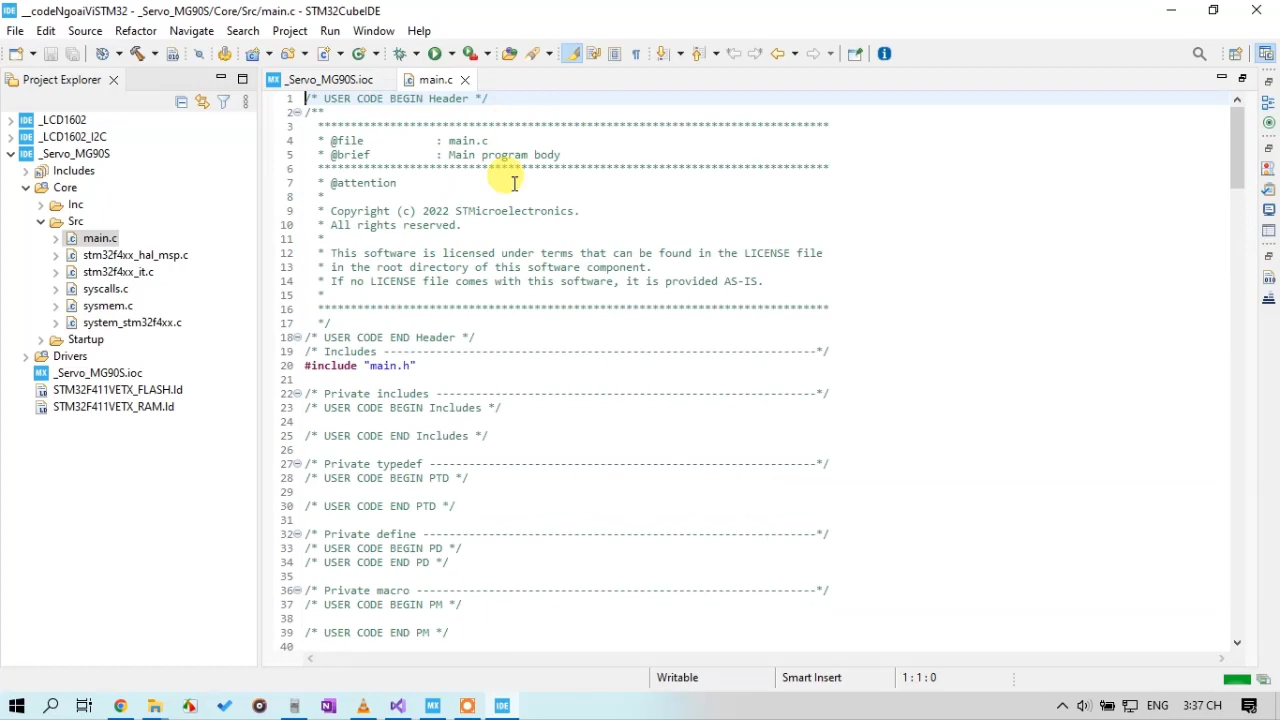 IDE __codeNgoaiViSTM32 - _Servo_MG90S/Core/Src/main.c - STM32CubeIDE
File Edit Source Refactor Navigate Search Project Run Window Help
Project Explorer
_LCD1602
_LCD1602_I2C
_Servo_MG90S
Includes
Core
Inc
Src
main.c
stm32f4xx_hal_msp.c
stm32f4xx_it.c
syscalls.c
sysmem.c
system_stm32f4xx.c
Startup
Drivers
_Servo_MG90S.ioc
STM32F411VETX_FLASH.ld
STM32F411VETX_RAM.ld
MX _Servo_MG90S.ioc main.c
1 /* USER CODE BEGIN Header */
2 /**
3 ******************************************************************************
4 * @file : main.c
5 * @brief : Main program body
6 ******************************************************************************
7 * @attention
8 *
9 * Copyright (c) 2022 STMicroelectronics.
10 * All rights reserved.
11 *
12 * This software is licensed under terms that can be found in the LICENSE file
13 * in the root directory of this software component.
14 * If no LICENSE file comes with this software, it is provided AS-IS.
15 *
16 ******************************************************************************
17 */
18 /* USER CODE END Header */
19 /* Includes ------------------------------------------------------------------*/
20 #include "main.h"
21
22 /* Private includes ----------------------------------------------------------*/
23 /* USER CODE BEGIN Includes */
24
25 /* USER CODE END Includes */
26
27 /* Private typedef -----------------------------------------------------------*/
28 /* USER CODE BEGIN PTD */
29
30 /* USER CODE END PTD */
31
32 /* Private define ------------------------------------------------------------*/
33 /* USER CODE BEGIN PD */
34 /* USER CODE END PD */
35
36 /* Private macro -------------------------------------------------------------*/
37 /* USER CODE BEGIN PM */
38
39 /* USER CODE END PM */
40
Writable Smart Insert 1 : 1 : 0
MX IDE ENG 3:37 CH